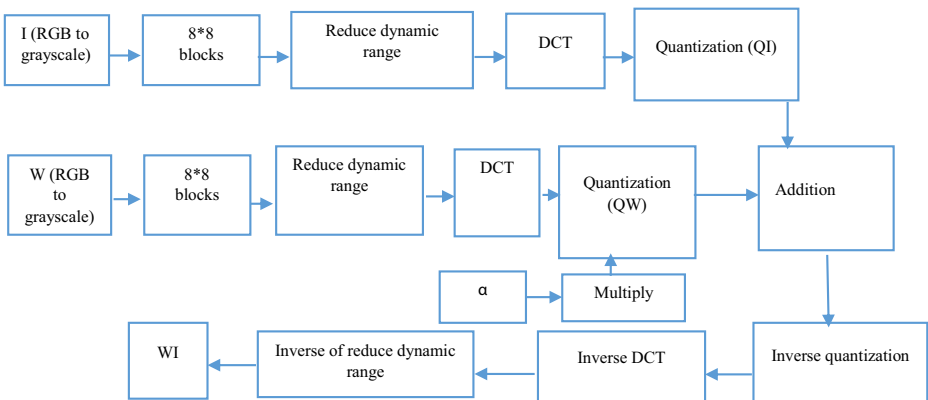 I (RGB to
grayscale)
8*8
blocks
Reduce dynamic
range
DCT
Quantization (QI)
W (RGB
to
grayscale)
8*8
blocks
Reduce dynamic
range
DCT
Quantization
(QW)
Addition
α
Multiply
WI
Inverse of reduce dynamic
range
Inverse DCT
Inverse quantization